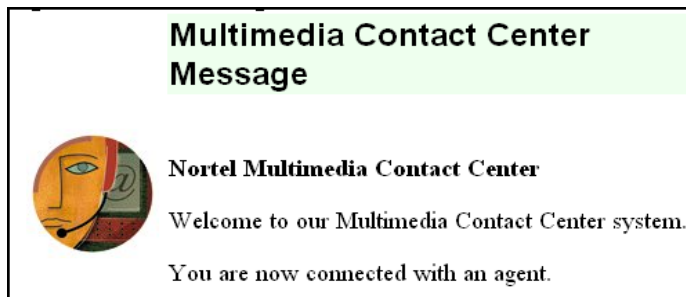 Multimedia Contact Center
Message
@
Nortel Multimedia Contact Center
Welcome to our Multimedia Contact Center system.
You are now connected with an agent.